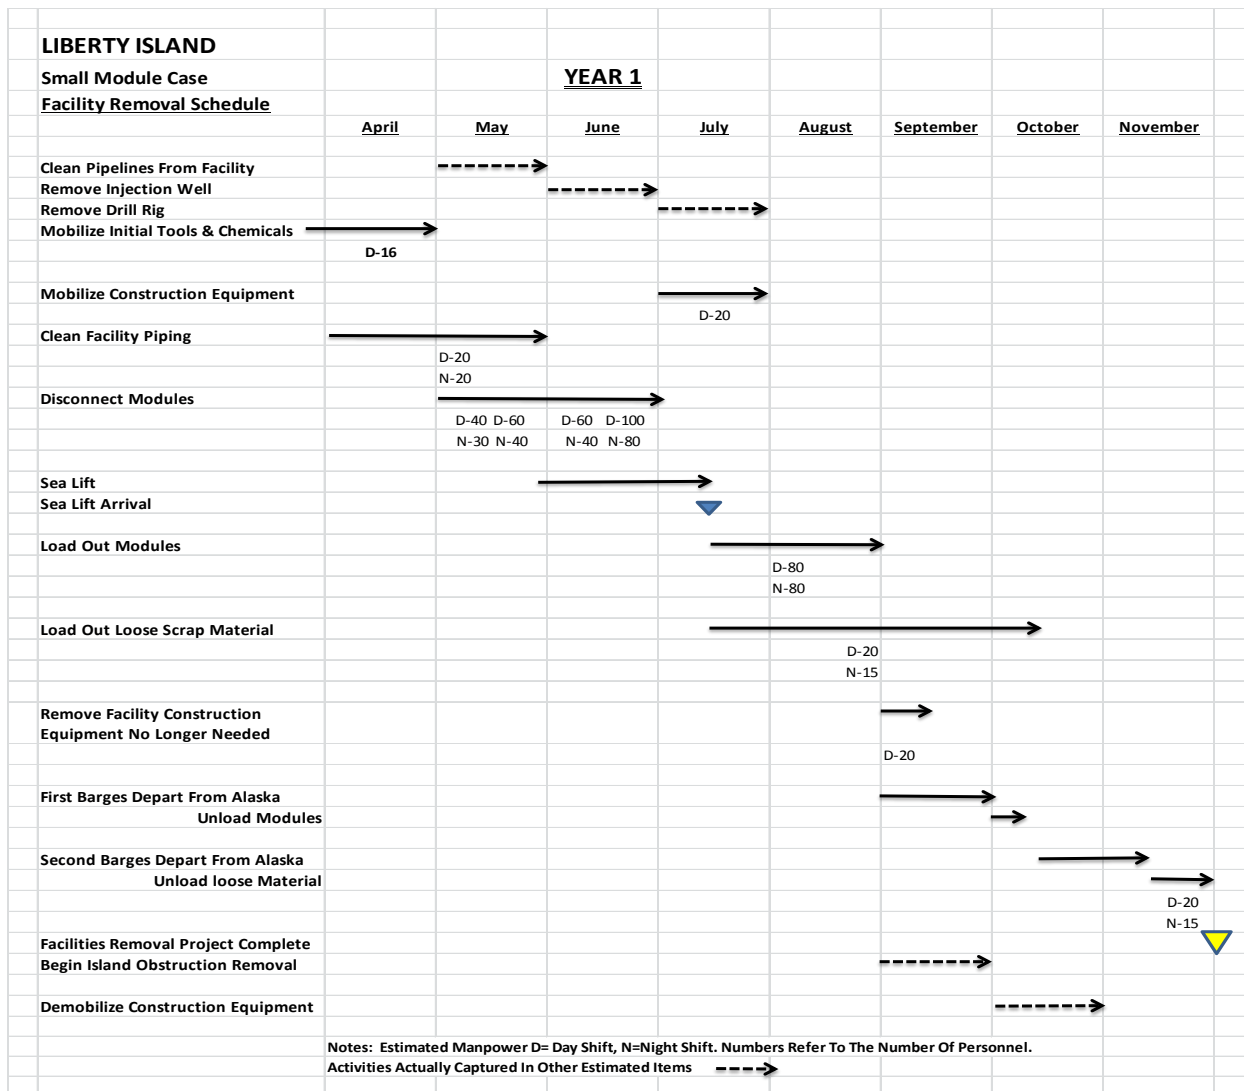 LIBERTY ISLAND
Small Module Case YEAR 1
Facility Removal Schedule
April May June July August September October November
Clean Pipelines From Facility
Remove Injection Well
Remove Drill Rig
Mobilize Initial Tools & Chemicals
D-16
Mobilize Construction Equipment
D-20
Clean Facility Piping
D-20
N-20
Disconnect Modules
D-40 D-60 D-60 D-100
N-30 N-40 N-40 N-80
Sea Lift
Sea Lift Arrival
Load Out Modules
D-80
N-80
Load Out Loose Scrap Material
D-20
N-15
Remove Facility Construction
Equipment No Longer Needed
D-20
First Barges Depart From Alaska
Unload Modules
Second Barges Depart From Alaska
Unload loose Material
D-20
N-15
Facilities Removal Project Complete
Begin Island Obstruction Removal
Demobilize Construction Equipment
Notes: Estimated Manpower D= Day Shift, N=Night Shift. Numbers Refer To The Number Of Personnel.
Activities Actually Captured In Other Estimated Items